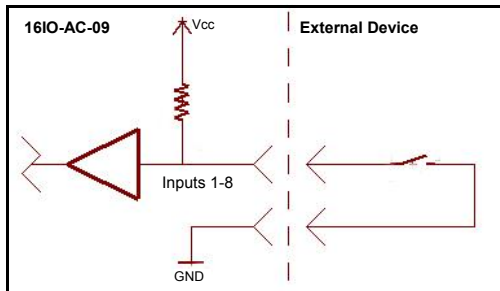 16IO-AC-09
Vcc
External Device
Inputs 1-8
GND